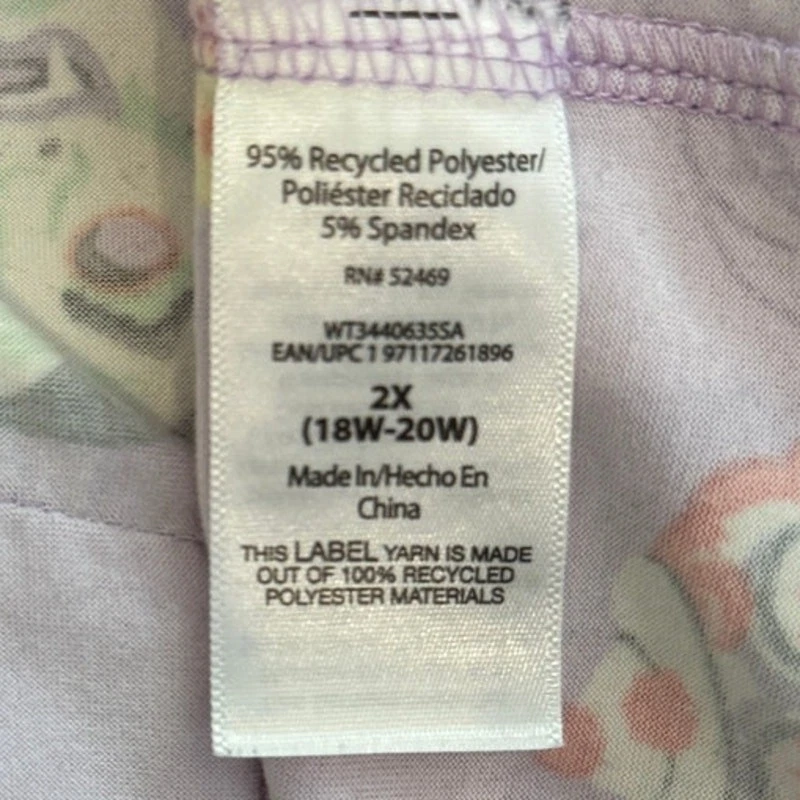 95% Recycled Polyester/
Poliéster Reciclado
5% Spandex
RN# 52469
WT344063SSA
EAN/UPC 1 97117261896
2X
(18W-20W)
Made In/Hecho En
China
THIS LABEL YARN IS MADE
OUT OF 100% RECYCLED
POLYESTER MATERIALS